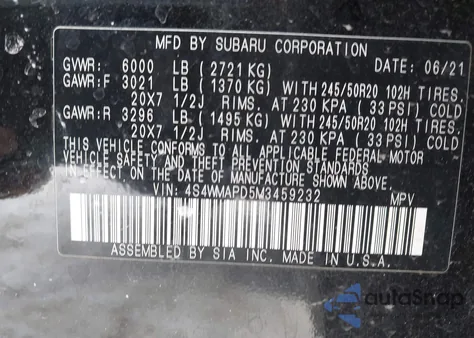 MFD BY SUBARU CORPORATION
GVWR: 6000 LB (2721 KG) DATE: 06/21
GAWR:F 3021 LB (1370 KG) WITH 245/50R20 102H TIRES,
20X7 1/2J RIMS, AT 230 KPA (33 PSI) COLD
GAWR:R 3296 LB (1495 KG) WITH 245/50R20 102H TIRES,
20X7 1/2J RIMS, AT 230 KPA (33 PSI) COLD
THIS VEHICLE CONFORMS TO ALL APPLICABLE FEDERAL MOTOR
VEHICLE SAFETY AND THEFT PREVENTION STANDARDS
IN EFFECT ON THE DATE OF MANUFACTURE SHOWN ABOVE.
VIN: 4S4WMAPD5M3459232 MPV
ASSEMBLED BY SIA INC. MADE IN U.S.A.
autoSnap